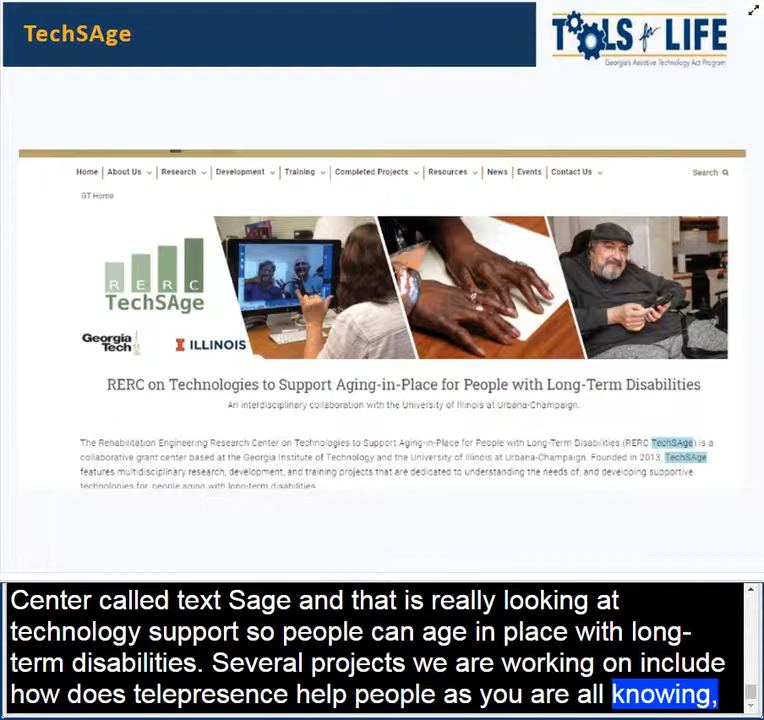 TechSAge
TOOLS for LIFE
Georgia's Assistive Technology Act Program
Home About Us Research Development Training Completed Projects Resources News Events Contact Us Search
GT Home
RERC
TechSAge
Georgia
Tech
ILLINOIS
RERC on Technologies to Support Aging-in-Place for People with Long-Term Disabilities
An interdisciplinary collaboration with the University of Illinois at Urbana-Champaign.
The Rehabilitation Engineering Research Center on Technologies to Support Aging-in-Place for People with Long-Term Disabilities (RERC TechSAge) is a
collaborative grant center based at the Georgia Institute of Technology and the University of Illinois at Urbana-Champaign. Founded in 2013, TechSAge
features multidisciplinary research, development, and training projects that are dedicated to understanding the needs of, and developing supportive
technologies for, people aging with long-term disabilities.
Center called text Sage and that is really looking at
technology support so people can age in place with long-
term disabilities. Several projects we are working on include
how does telepresence help people as you are all knowing,